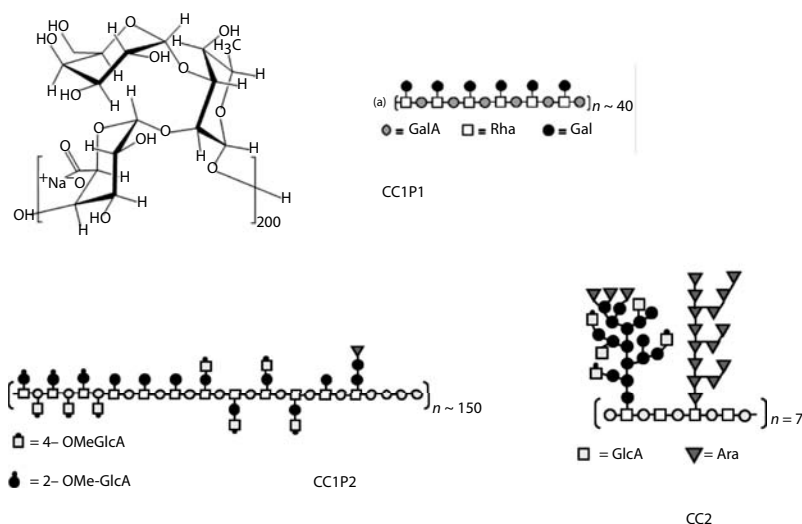 HO
O
H
HO
H
OH
H₃C
OH
O
H
H
H
HO
H
H
O
H
O
O
H
OH
H
H
O
O
+Na−O
H
O
H
OH
H
HO
H
200
(a)
n ~ 40
= GalA = Rha = Gal
CC1P1
n ~ 150
= 4– OMeGlcA
= 2– OMe-GlcA
CC1P2
n = 7
= GlcA = Ara
CC2